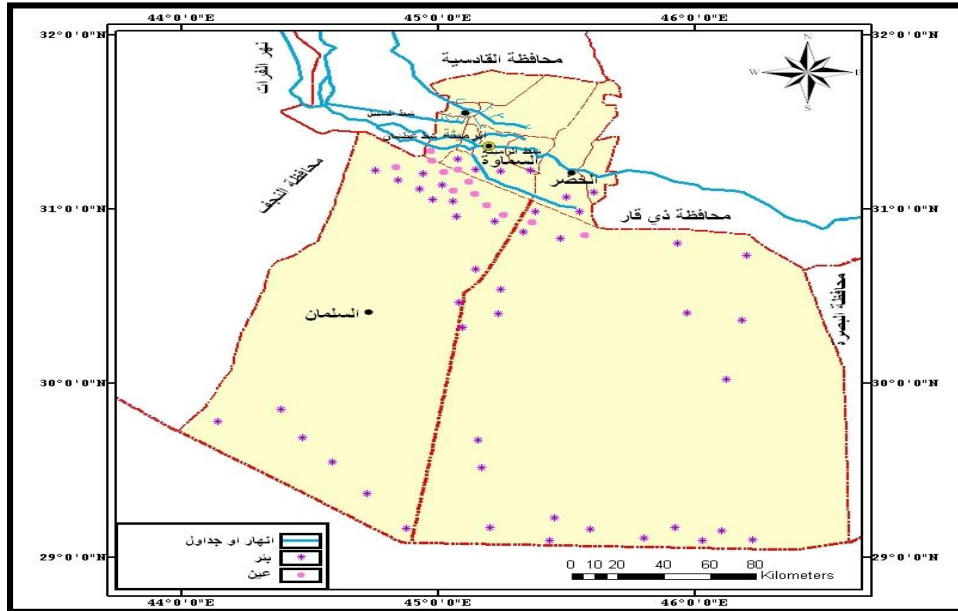 44°0'0"E 45°0'0"E 46°0'0"E
32°0'0"N 32°0'0"N
نهر الفرات
محافظة القادسية
N
W E
S
الرميثة
شط العطشان
السماوة
الخضر
محافظة النجف
31°0'0"N 31°0'0"N
محافظة ذي قار
محافظة البصرة
السلمان
30°0'0"N 30°0'0"N
انهار او جداول
بئر
عين
29°0'0"N 29°0'0"N
0 10 20 40 60 80
Kilometers
44°0'0"E 45°0'0"E 46°0'0"E